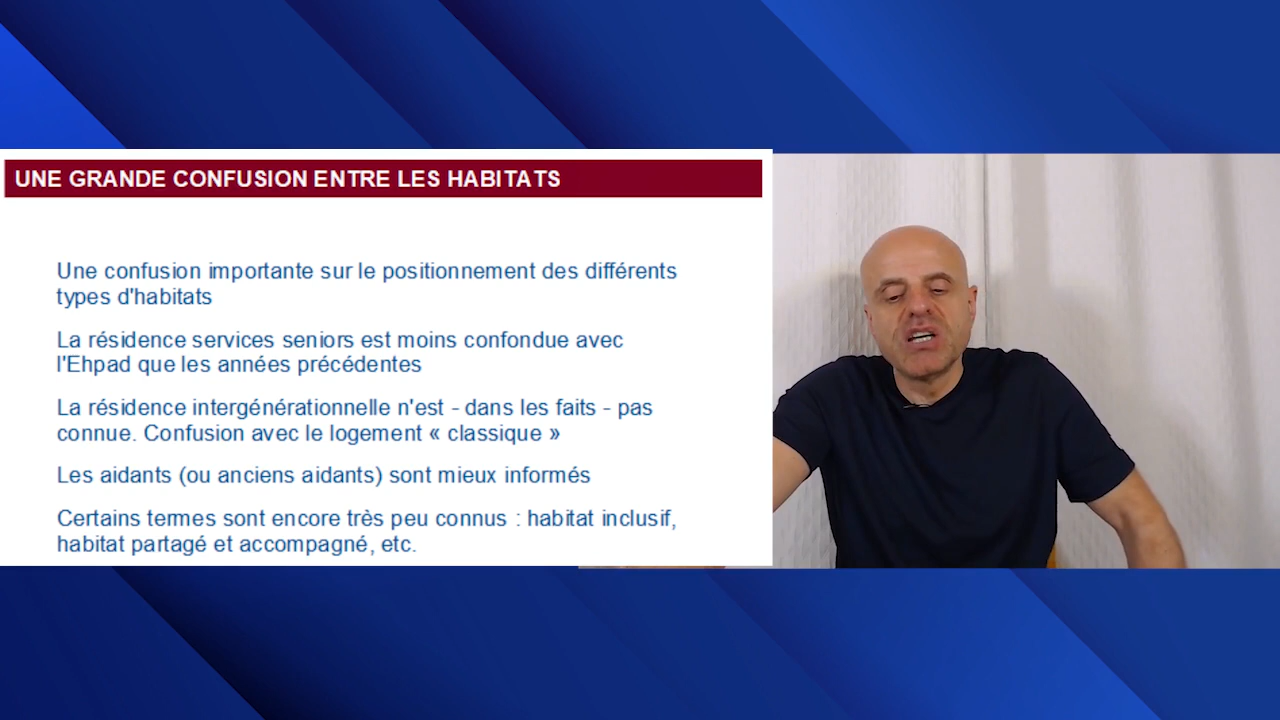 UNE GRANDE CONFUSION ENTRE LES HABITATS
Une confusion importante sur le positionnement des différents
types d'habitats
La résidence services seniors est moins confondue avec
l'Ehpad que les années précédentes
La résidence intergénérationnelle n'est - dans les faits - pas
connue. Confusion avec le logement « classique »
Les aidants (ou anciens aidants) sont mieux informés
Certains termes sont encore très peu connus : habitat inclusif,
habitat partagé et accompagné, etc.